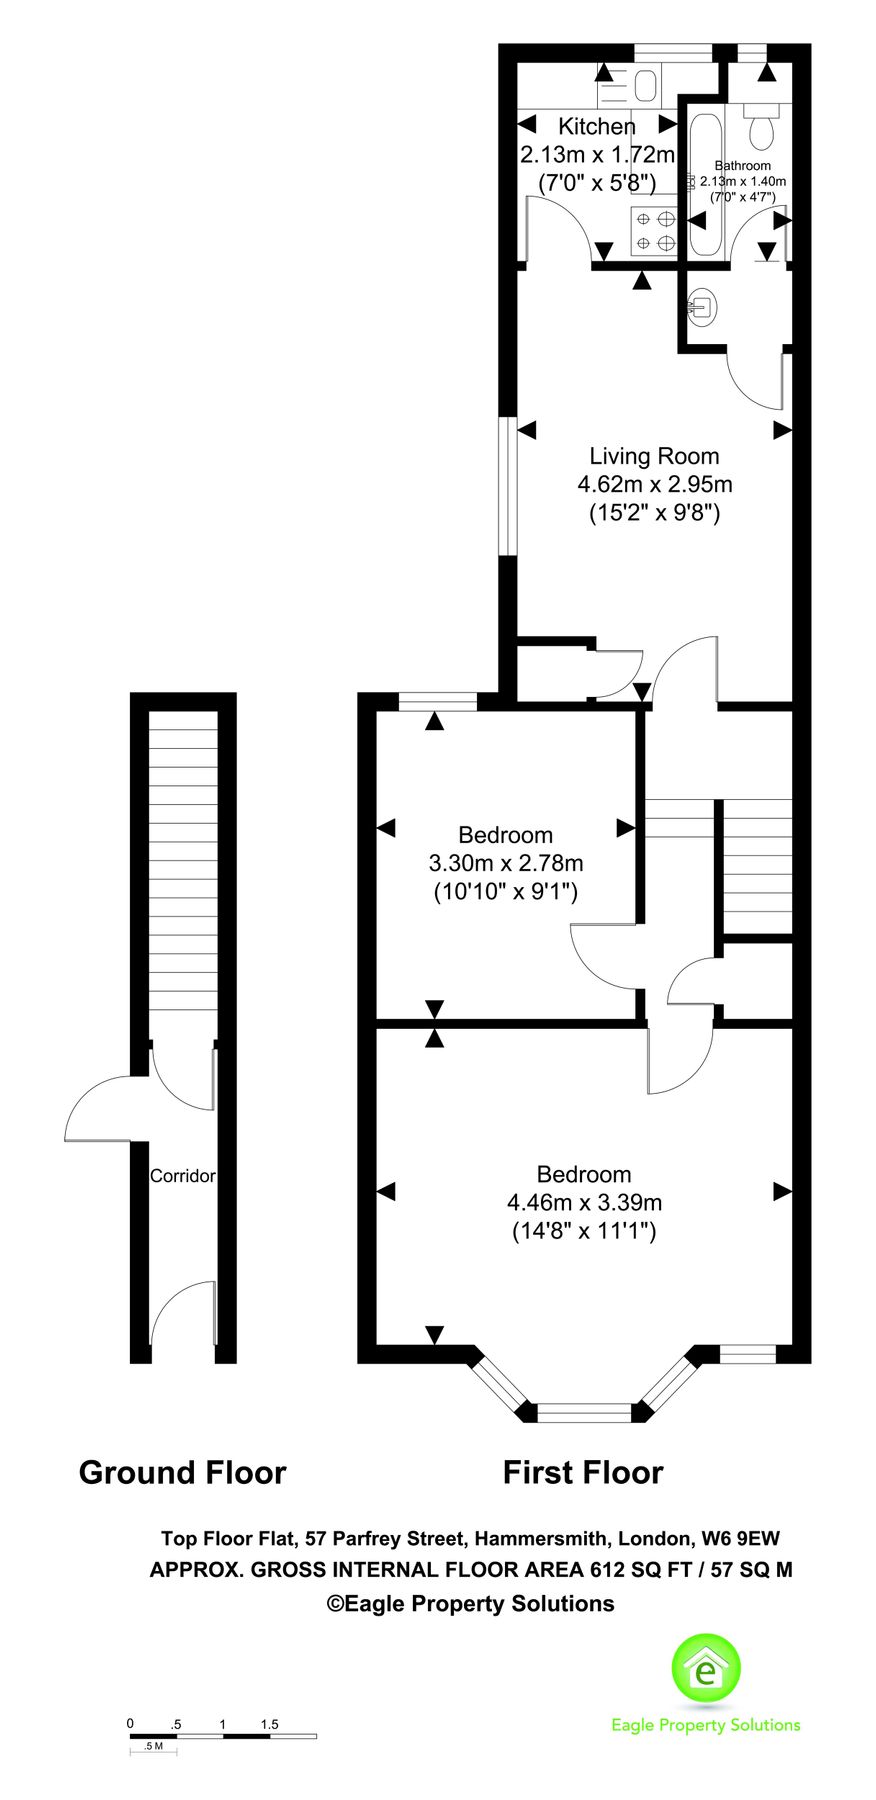 Kitchen
2.13m x 1.72m
(7'0" x 5'8")
Bathroom
2.13m x 1.40m
(7'0" x 4'7")
Living Room
4.62m x 2.95m
(15'2" x 9'8")
Bedroom
3.30m x 2.78m
(10'10" x 9'1")
Corridor
Bedroom
4.46m x 3.39m
(14'8" x 11'1")
Ground Floor
First Floor
Top Floor Flat, 57 Parfrey Street, Hammersmith, London, W6 9EW
APPROX. GROSS INTERNAL FLOOR AREA 612 SQ FT / 57 SQ M
©Eagle Property Solutions
e
Eagle Property Solutions
0 .5 1 1.5
.5 M